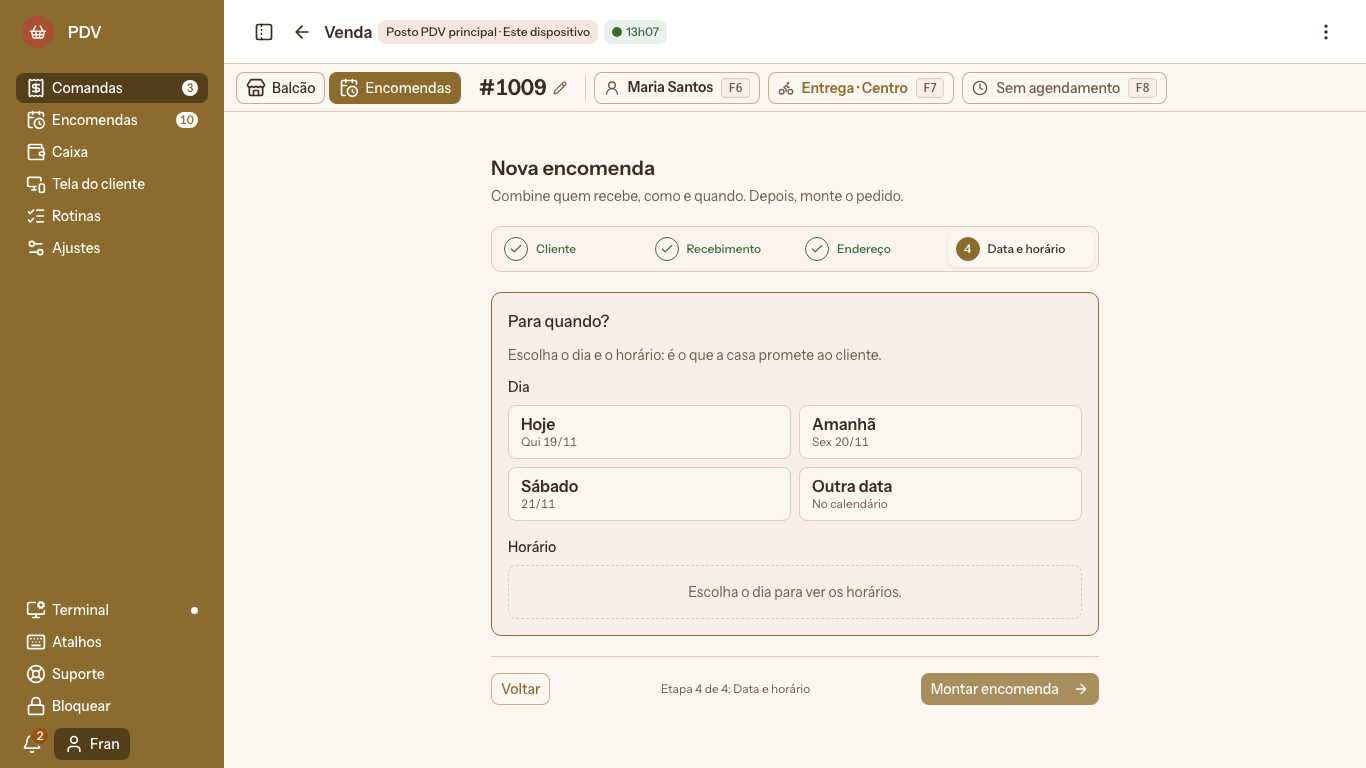 PDV
Comandas 3
Encomendas 10
Caixa
Tela do cliente
Rotinas
Ajustes
Terminal
Atalhos
Suporte
Bloquear
2
Fran
Venda
Posto PDV principal · Este dispositivo
13h07
Balcão
Encomendas
#1009
Maria Santos F6
Entrega · Centro F7
Sem agendamento F8
Nova encomenda
Combine quem recebe, como e quando. Depois, monte o pedido.
Cliente
Recebimento
Endereço
4 Data e horário
Para quando?
Escolha o dia e o horário: é o que a casa promete ao cliente.
Dia
Hoje
Qui 19/11
Amanhã
Sex 20/11
Sábado
21/11
Outra data
No calendário
Horário
Escolha o dia para ver os horários.
Voltar
Etapa 4 de 4: Data e horário
Montar encomenda